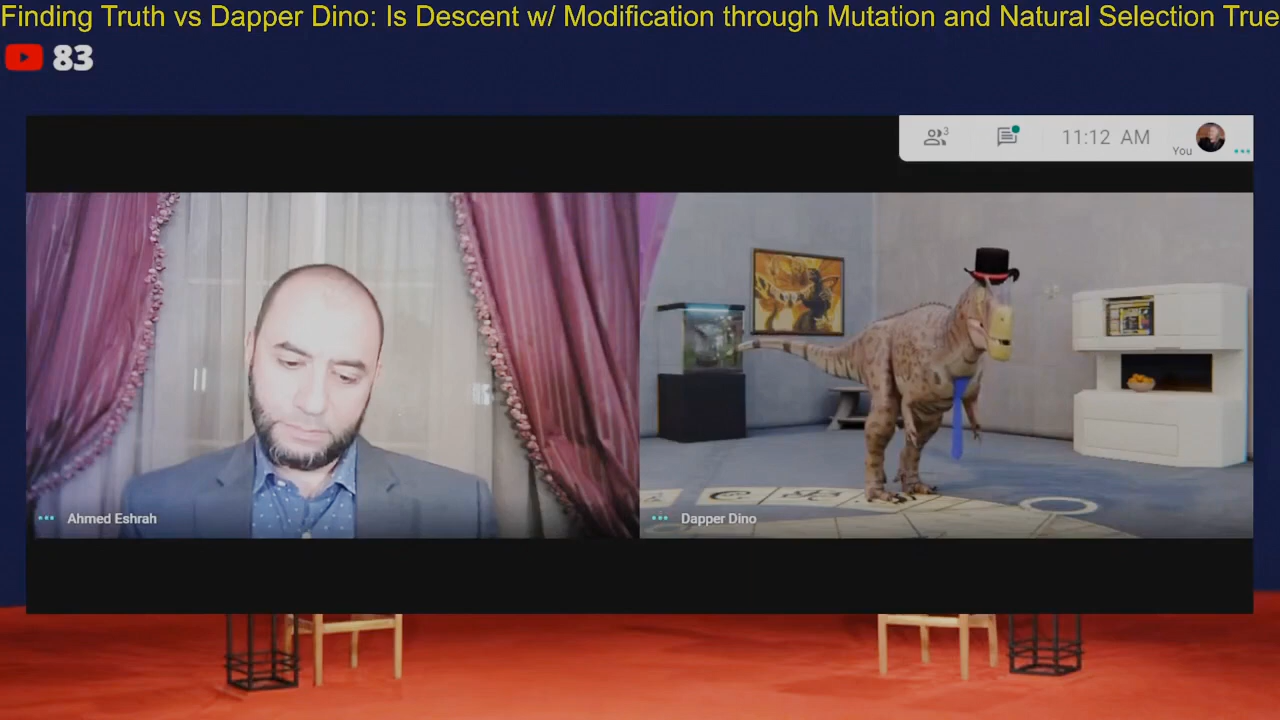 Finding Truth vs Dapper Dino: Is Descent w/ Modification through Mutation and Natural Selection True
83
3
11:12 AM
You
Ahmed Eshrah
Dapper Dino